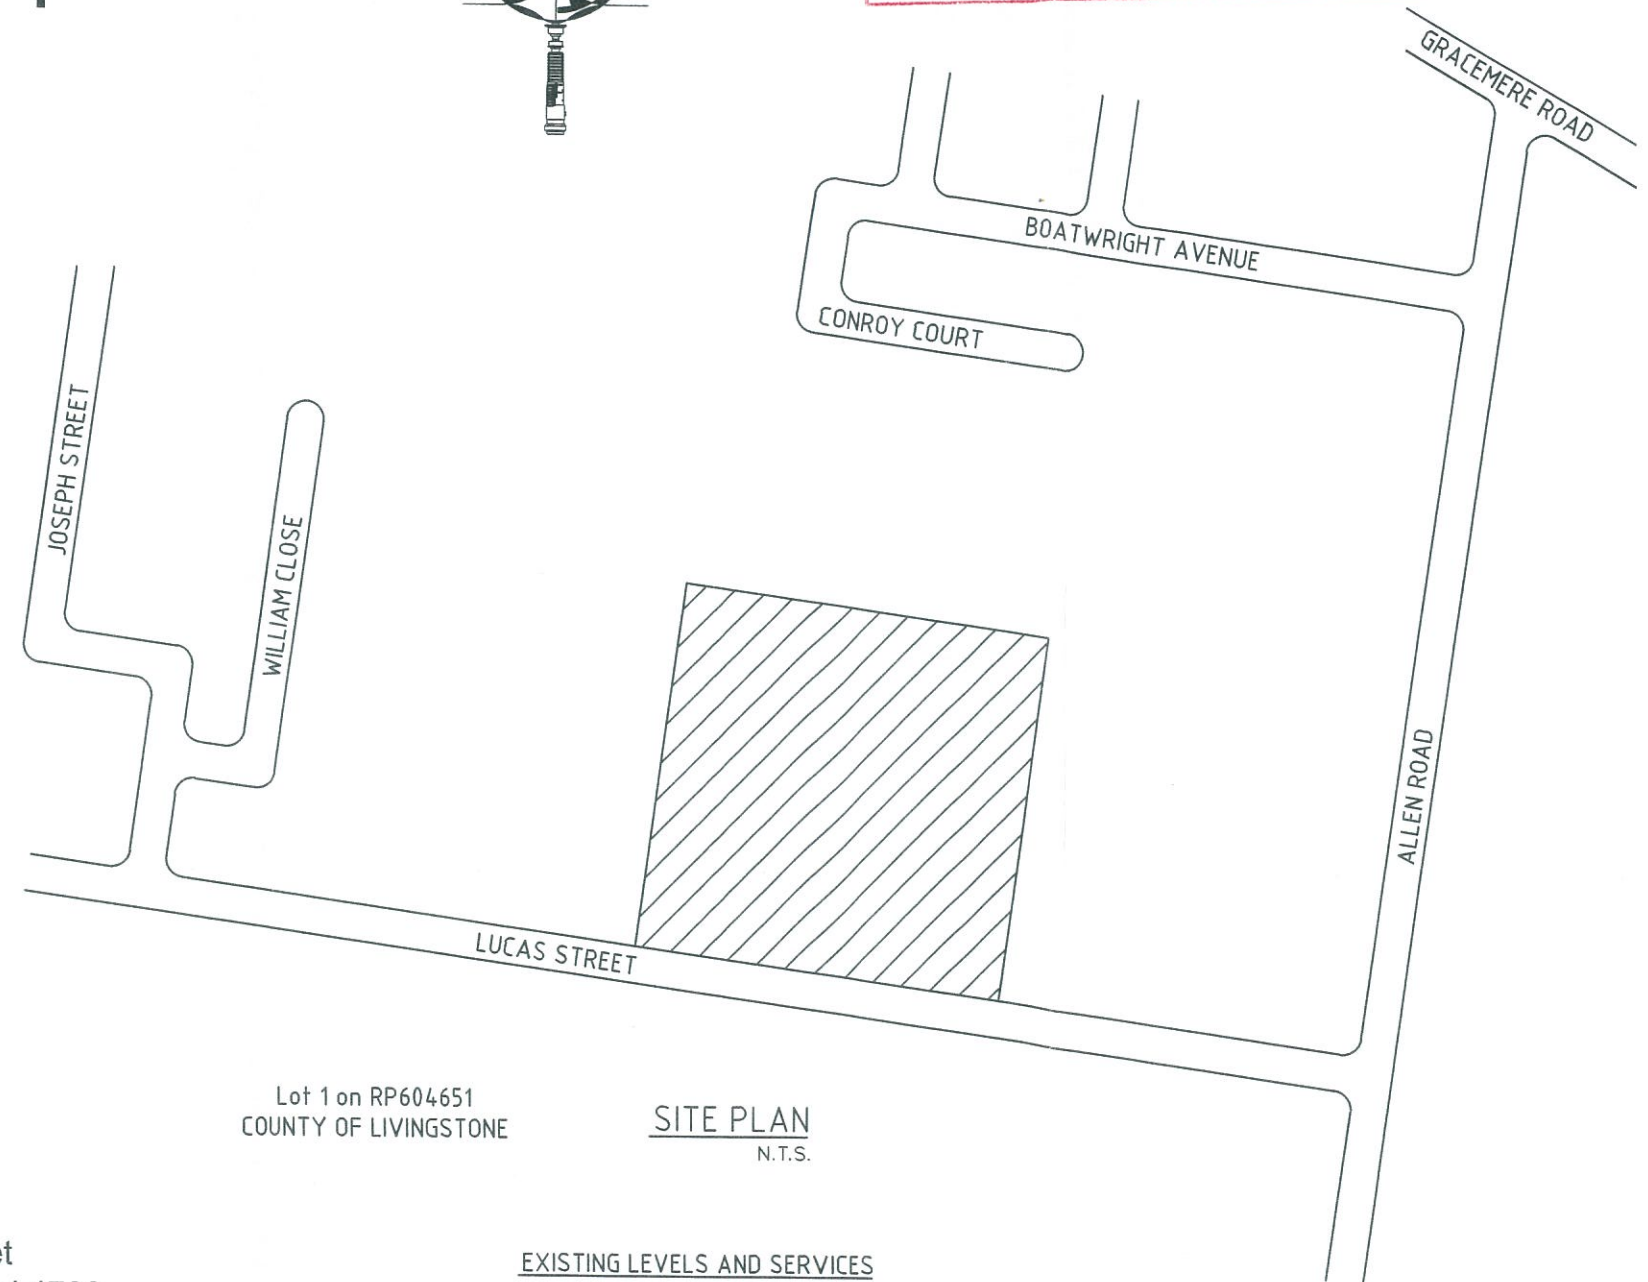 GRACEMERE ROAD
BOATWRIGHT AVENUE
CONROY COURT
JOSEPH STREET
WILLIAM CLOSE
ALLEN ROAD
LUCAS STREET
Lot 1 on RP604651
COUNTY OF LIVINGSTONE
SITE PLAN
N.T.S.
EXISTING LEVELS AND SERVICES